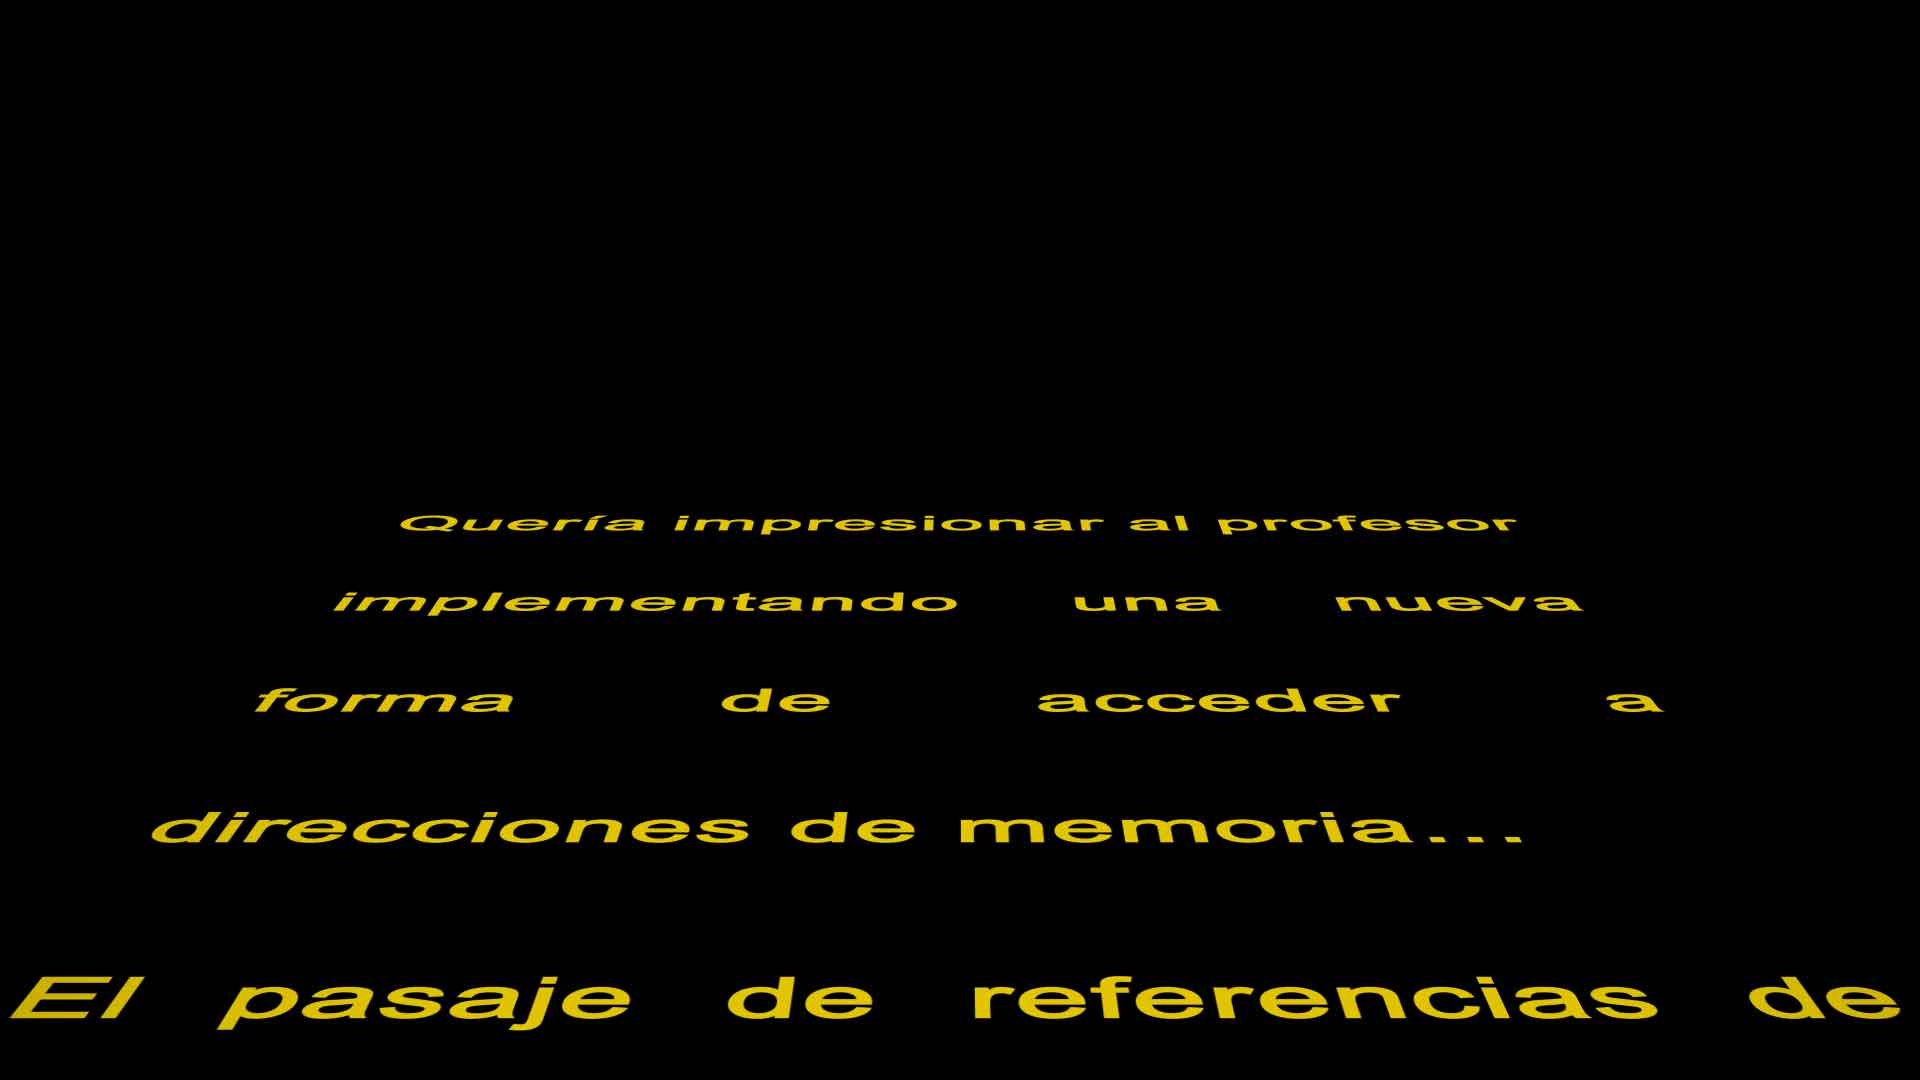 Quería impresionar al profesor
implementando una nueva
forma de acceder a
direcciones de memoria...
El pasaje de referencias de